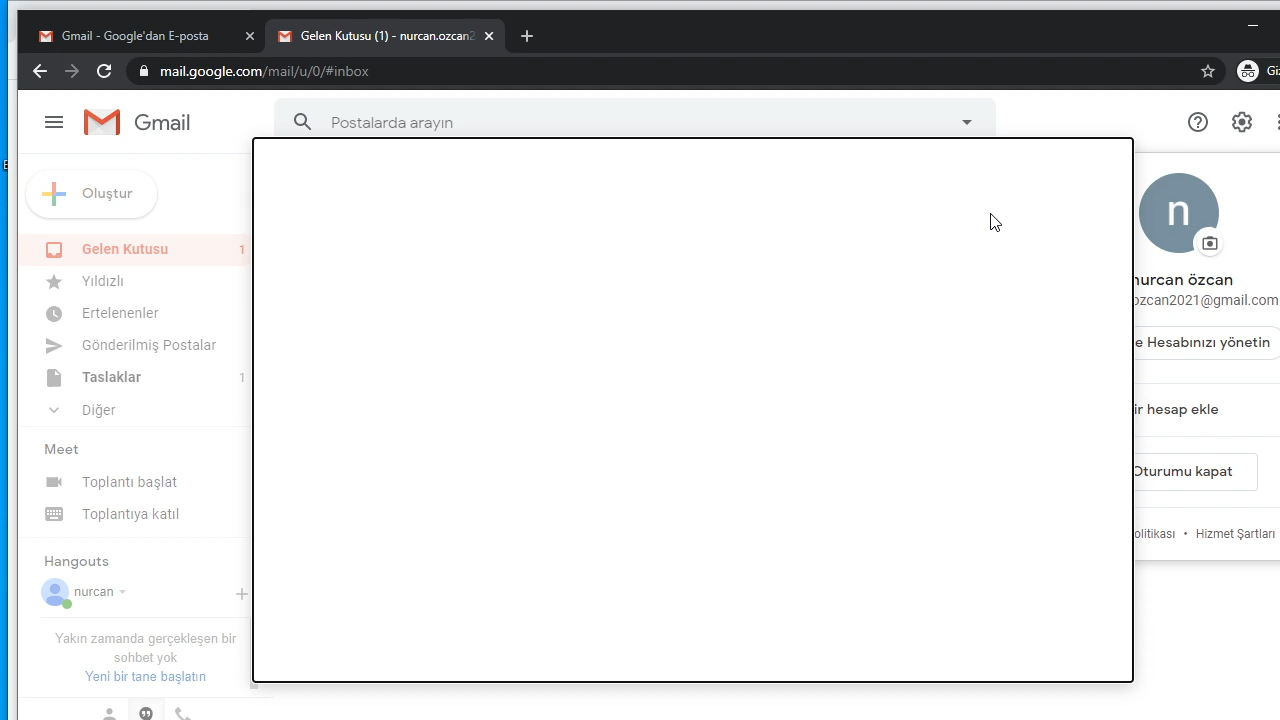 Gmail - Google'dan E-posta
Gelen Kutusu (1) - nurcan.ozcan2
mail.google.com/mail/u/0/#inbox
Giz
Gmail
Postalarda arayın
Oluştur
Gelen Kutusu 1
Yıldızlı
Ertelenenler
Gönderilmiş Postalar
Taslaklar 1
Diğer
Meet
Toplantı başlat
Toplantıya katıl
Hangouts
nurcan
Yakın zamanda gerçekleşen bir
sohbet yok
Yeni bir tane başlatın
n
nurcan özcan
ozcan2021@gmail.com
e Hesabınızı yönetin
ir hesap ekle
Oturumu kapat
olitikası • Hizmet Şartları